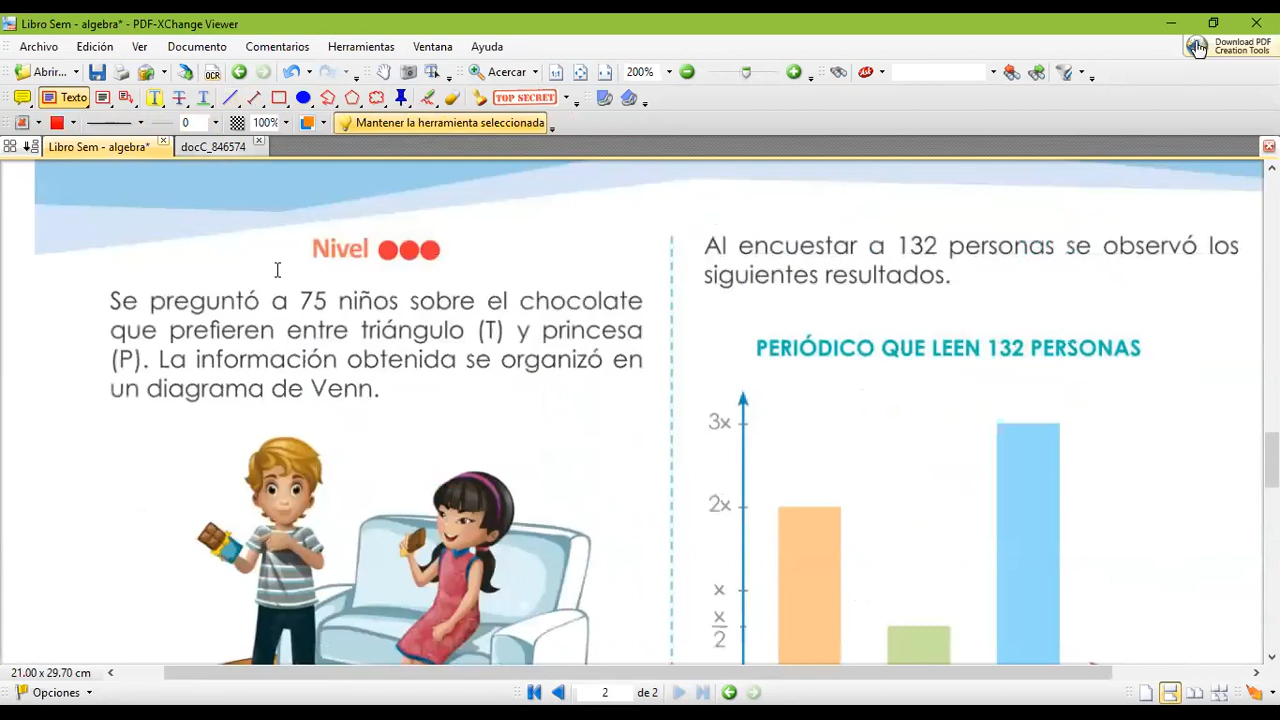 Libro Sem - algebra* - PDF-XChange Viewer
Archivo Edición Ver Documento Comentarios Herramientas Ventana Ayuda
Download PDF
Creation Tools
Abrir... OCR Acercar 200%
Texto TOP SECRET
0 100% Mantener la herramienta seleccionada
Libro Sem - algebra* docC_846574
Nivel
Se preguntó a 75 niños sobre el chocolate
que prefieren entre triángulo (T) y princesa
(P). La información obtenida se organizó en
un diagrama de Venn.
Al encuestar a 132 personas se observó los
siguientes resultados.
PERIÓDICO QUE LEEN 132 PERSONAS
3x
2x
x
x
2
21.00 x 29.70 cm
Opciones 2 de 2